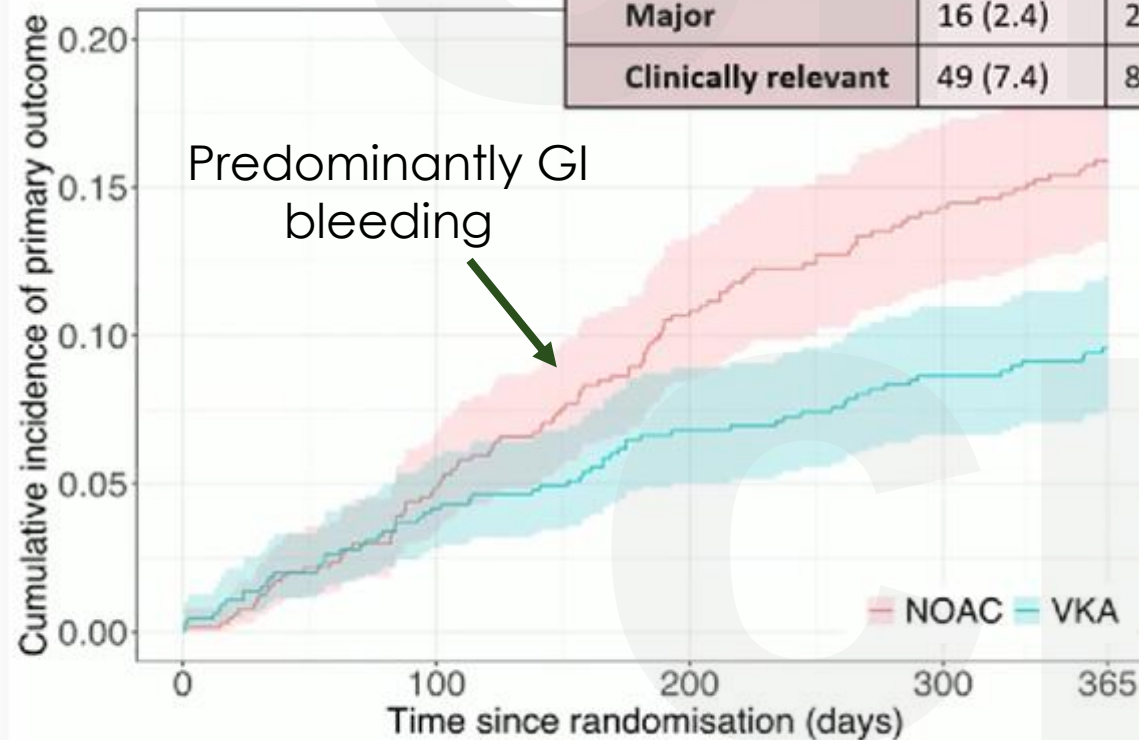 Major 16 (2.4) 2
Clinically relevant 49 (7.4) 8
Cumulative incidence of primary outcome
0.20
0.15
0.10
0.05
0.00
Predominantly GI
bleeding
NOAC VKA
0 100 200 300 365
Time since randomisation (days)